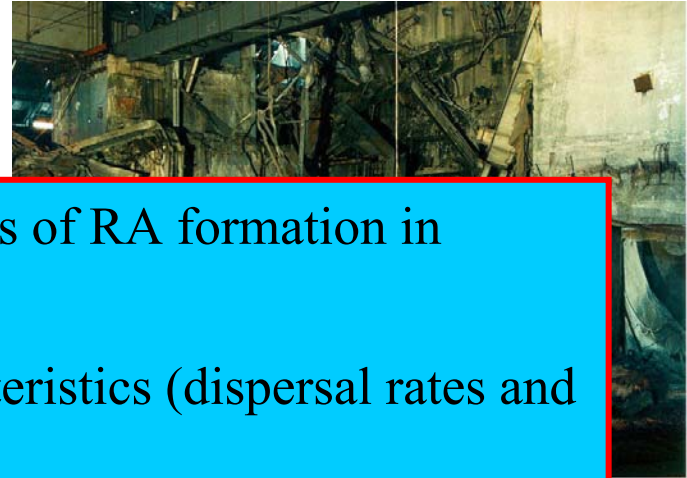 s of RA formation in
teristics (dispersal rates and